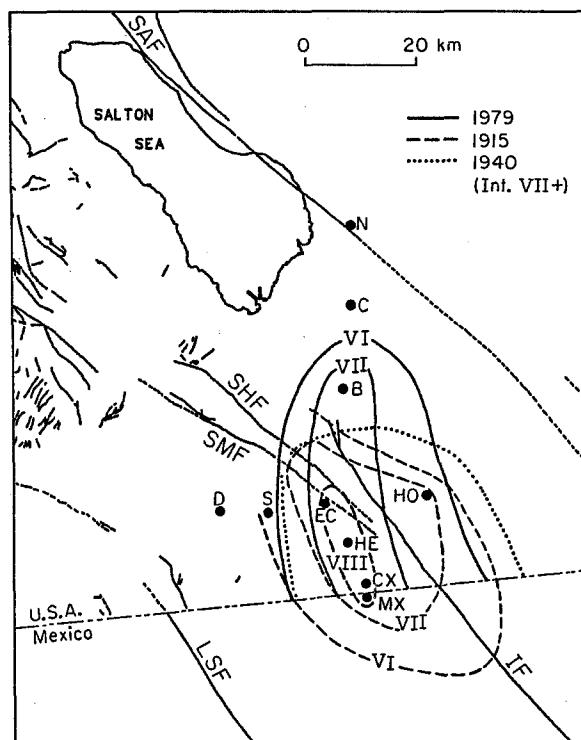 SAF
0 20 km
SALTON
SEA
1979
1915
1940
(Int. VII+)
N
C
VI
VII
B
SHF
SMF
D
S
EC
HO
HE
VIII
CX
MX
U.S.A.
Mexico
VII
VI
LSF
IF